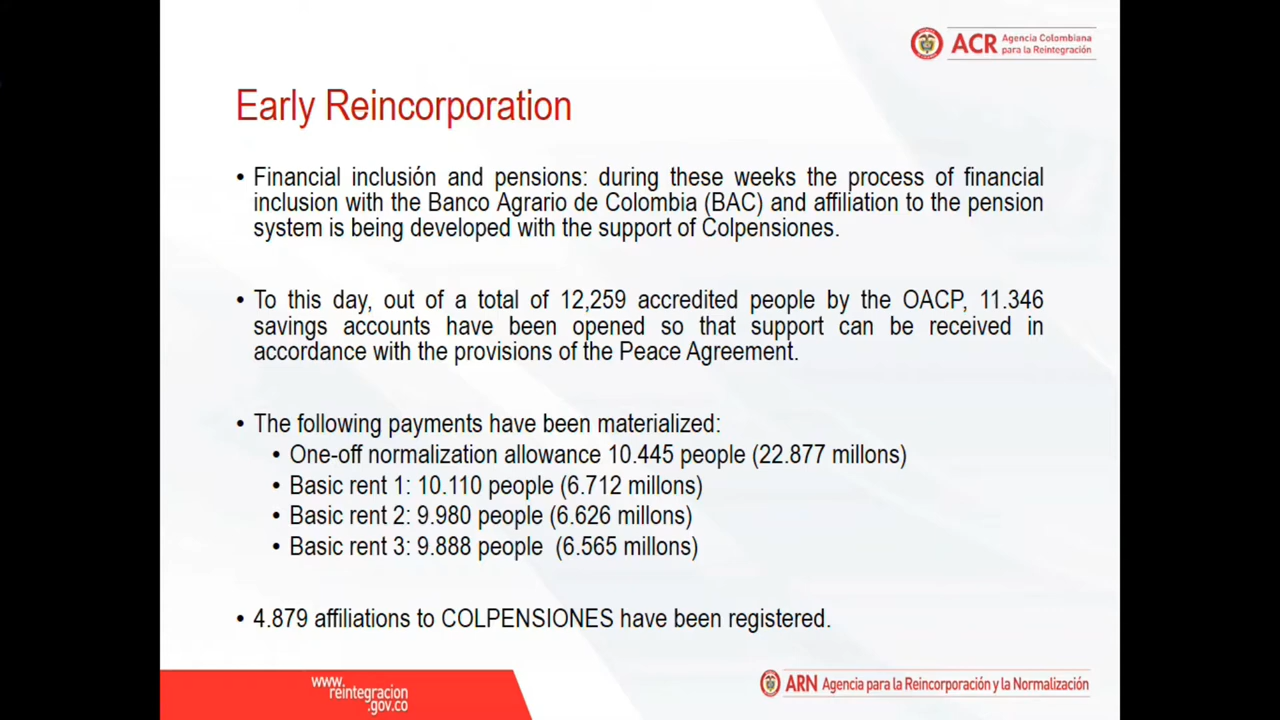 ACR Agencia Colombiana
para la Reintegración
Early Reincorporation
• Financial inclusión and pensions: during these weeks the process of financial
inclusion with the Banco Agrario de Colombia (BAC) and affiliation to the pension
system is being developed with the support of Colpensiones.
• To this day, out of a total of 12,259 accredited people by the OACP, 11.346
savings accounts have been opened so that support can be received in
accordance with the provisions of the Peace Agreement.
• The following payments have been materialized:
• One-off normalization allowance 10.445 people (22.877 millons)
• Basic rent 1: 10.110 people (6.712 millons)
• Basic rent 2: 9.980 people (6.626 millons)
• Basic rent 3: 9.888 people (6.565 millons)
• 4.879 affiliations to COLPENSIONES have been registered.
www.
reintegracion
.gov.co
ARN Agencia para la Reincorporación y la Normalización